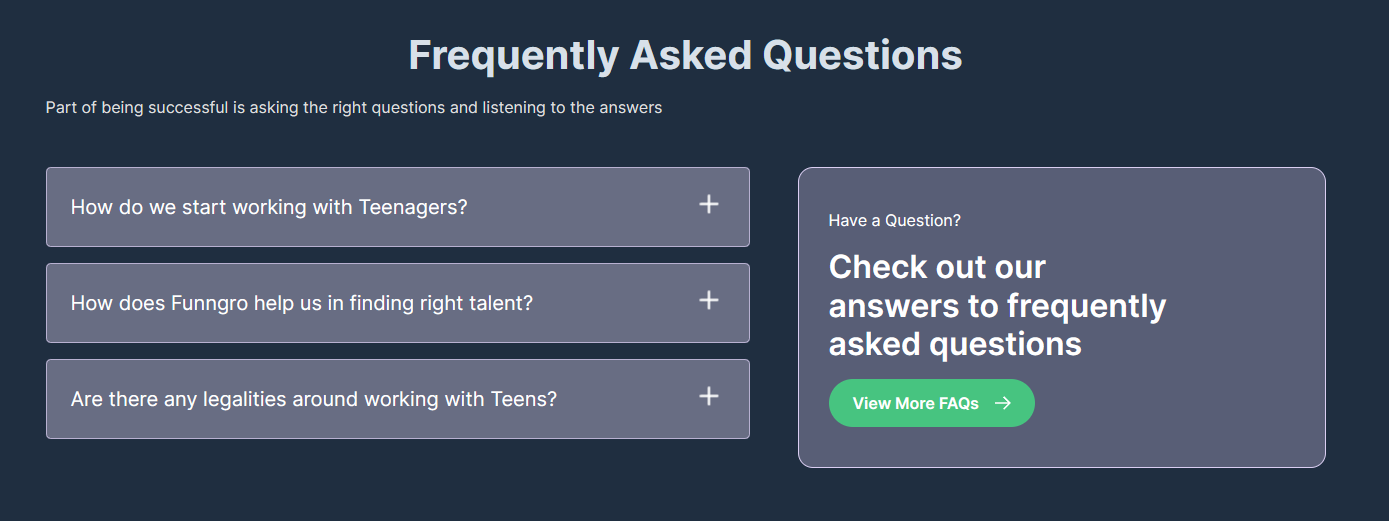 Frequently Asked Questions
Part of being successful is asking the right questions and listening to the answers
How do we start working with Teenagers?
How does Funngro help us in finding right talent?
Are there any legalities around working with Teens?
Have a Question?
Check out our
answers to frequently
asked questions
View More FAQs